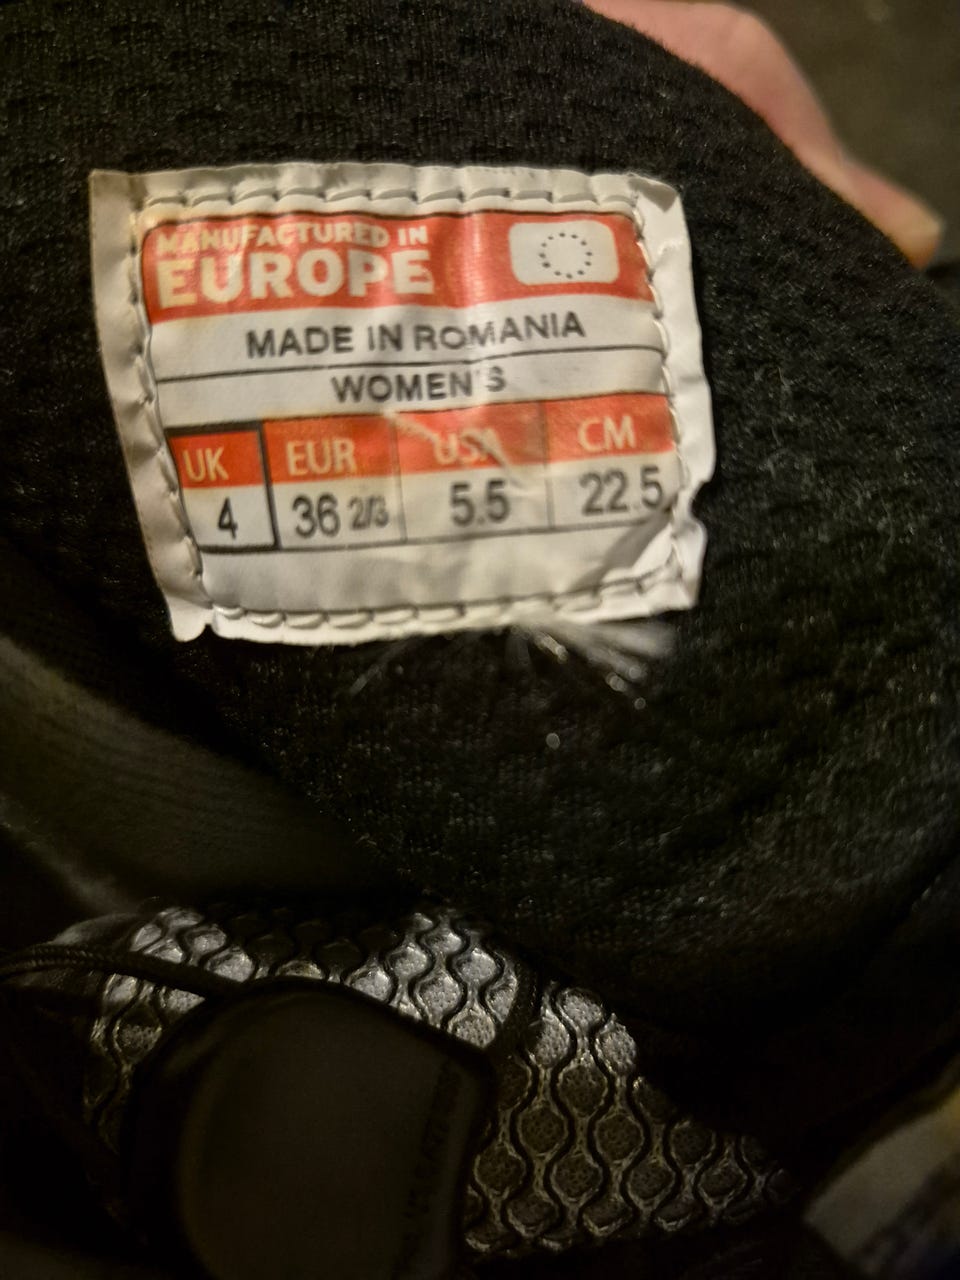 MANUFACTURED IN
EUROPE
MADE IN ROMANIA
WOMEN'S
UK EUR USA CM
4 36 2/3 5.5 22.5